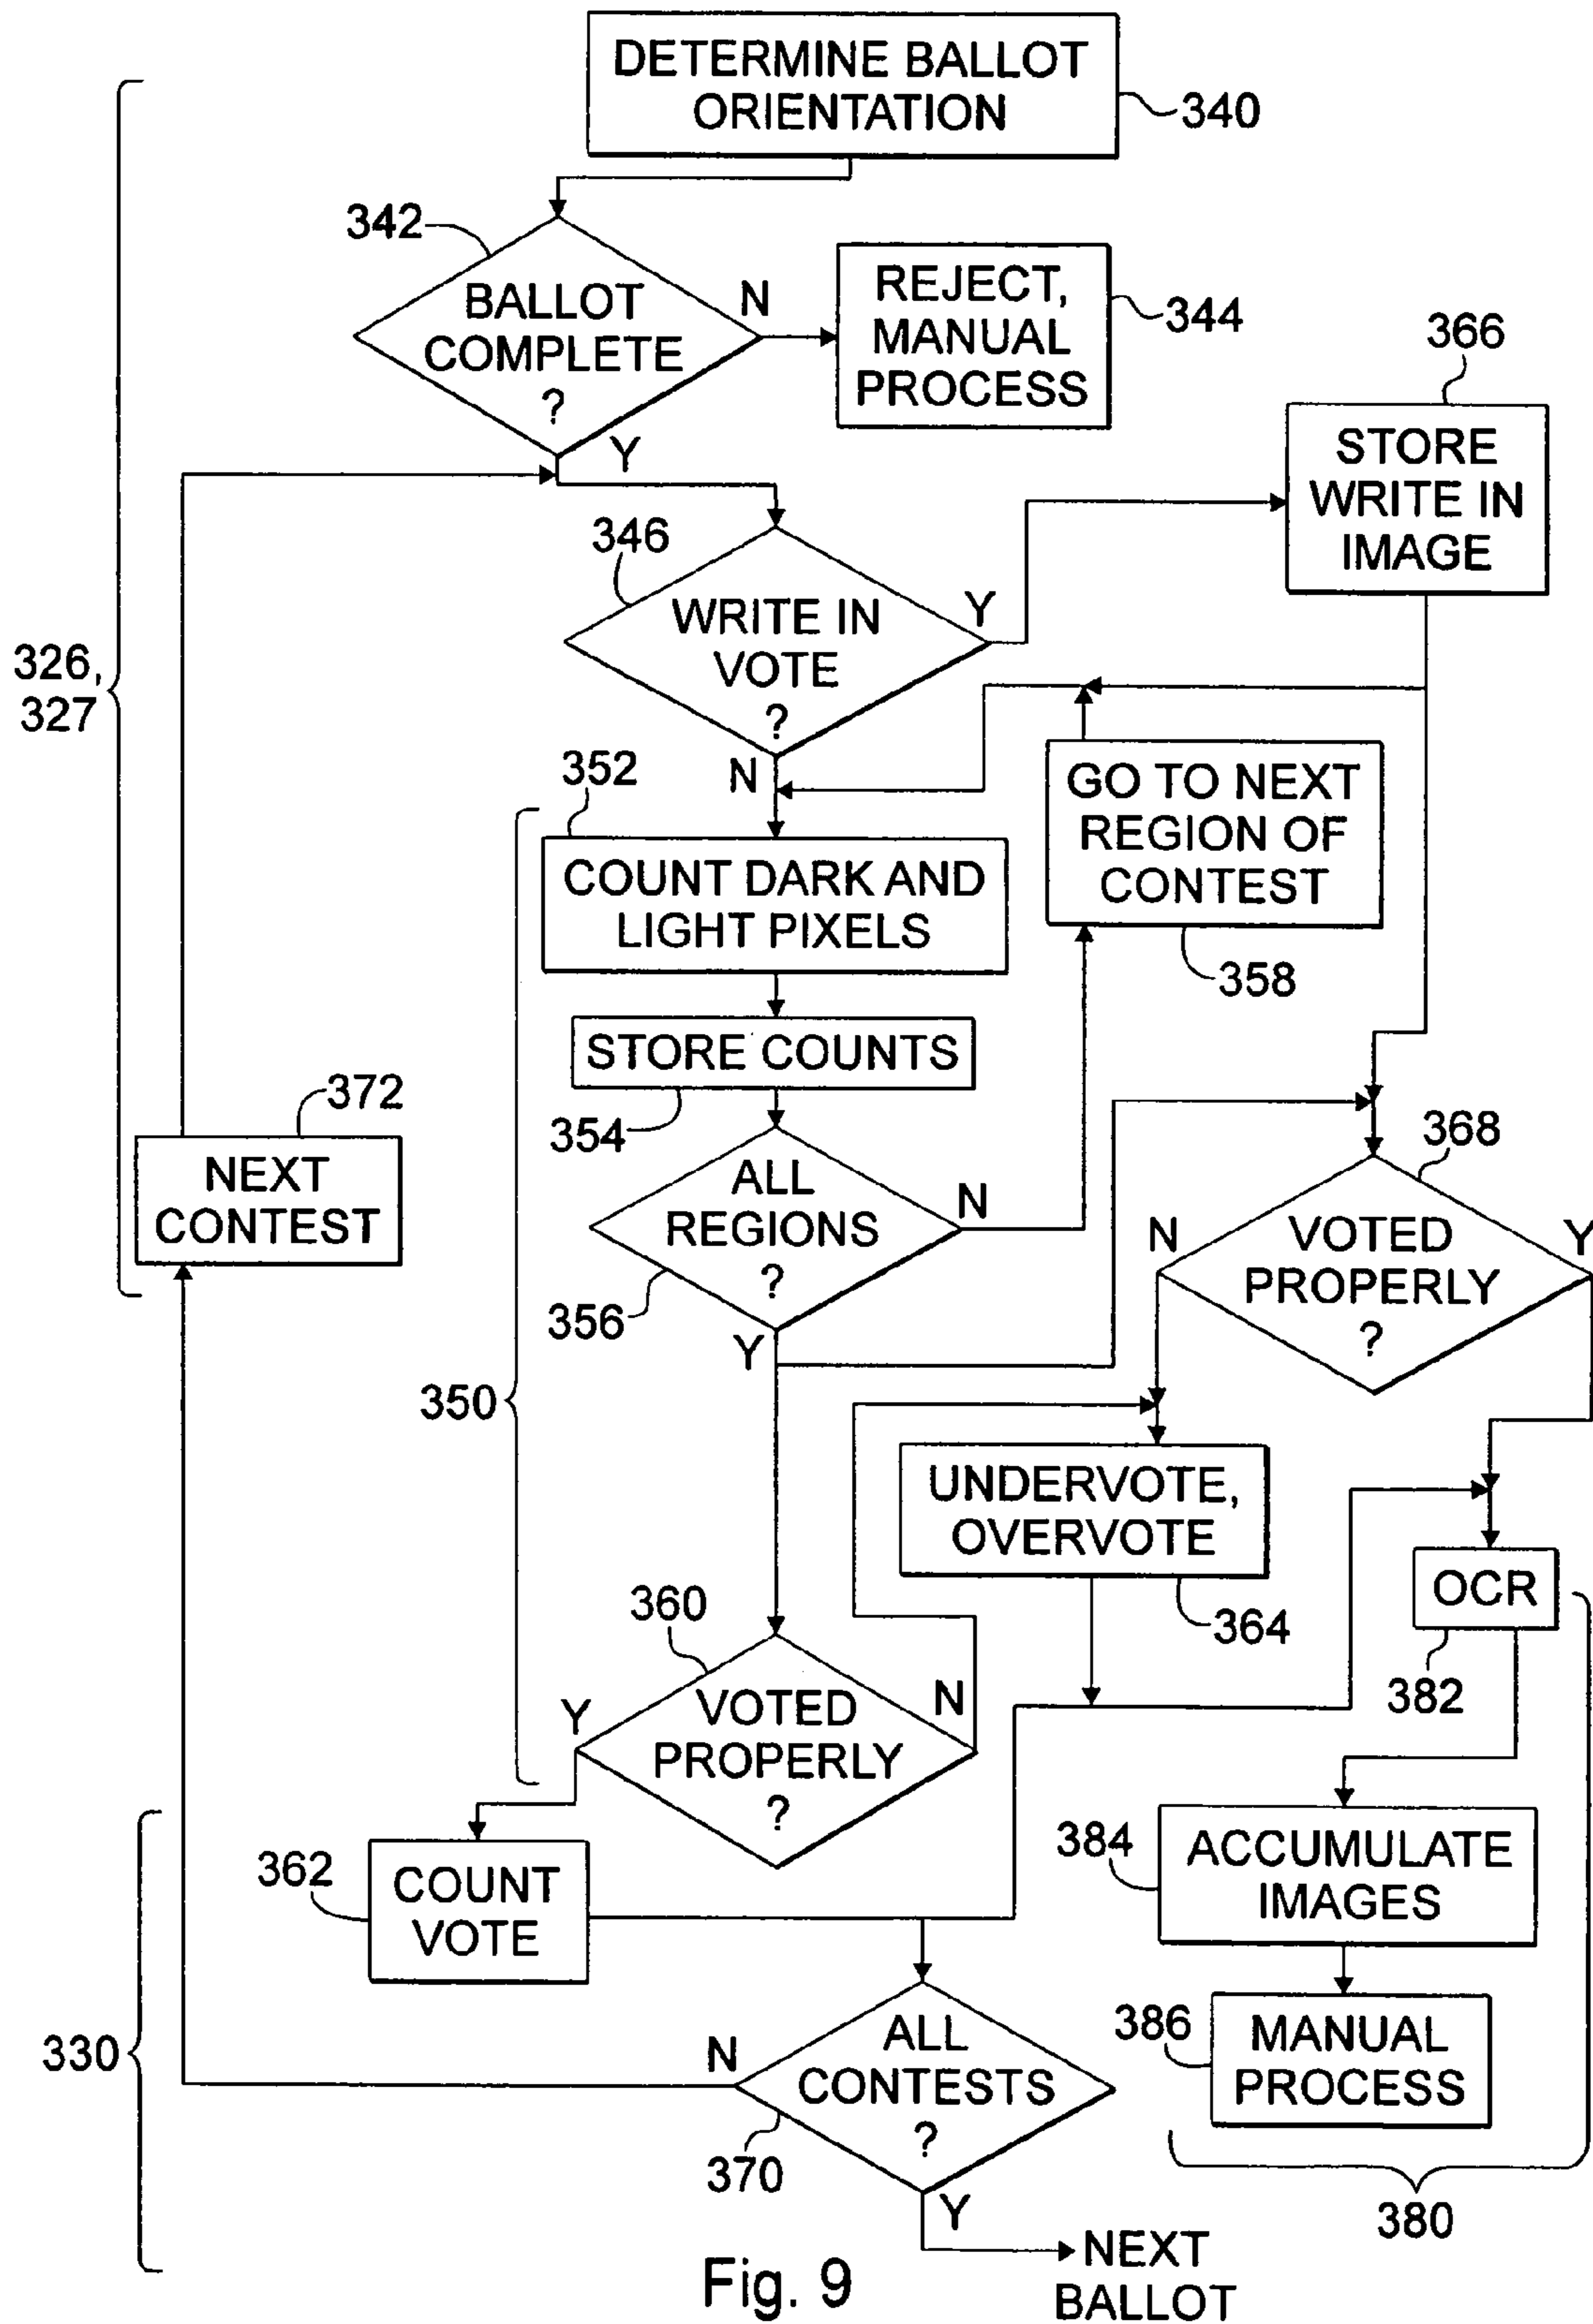 DETERMINE BALLOT
ORIENTATION
340
342
BALLOT
COMPLETE
?
N
Y
REJECT,
MANUAL
PROCESS
344
366
STORE
WRITE IN
IMAGE
346
WRITE IN
VOTE
?
Y
N
326,
327
352
COUNT DARK AND
LIGHT PIXELS
GO TO NEXT
REGION OF
CONTEST
358
STORE COUNTS
354
372
NEXT
CONTEST
ALL
REGIONS
?
N
356
Y
368
N
VOTED
PROPERLY
?
Y
350
UNDERVOTE,
OVERVOTE
364
OCR
382
360
Y
VOTED
PROPERLY
?
N
362
COUNT
VOTE
384
ACCUMULATE
IMAGES
386
MANUAL
PROCESS
380
330
N
ALL
CONTESTS
?
370
Y
NEXT
BALLOT
Fig. 9